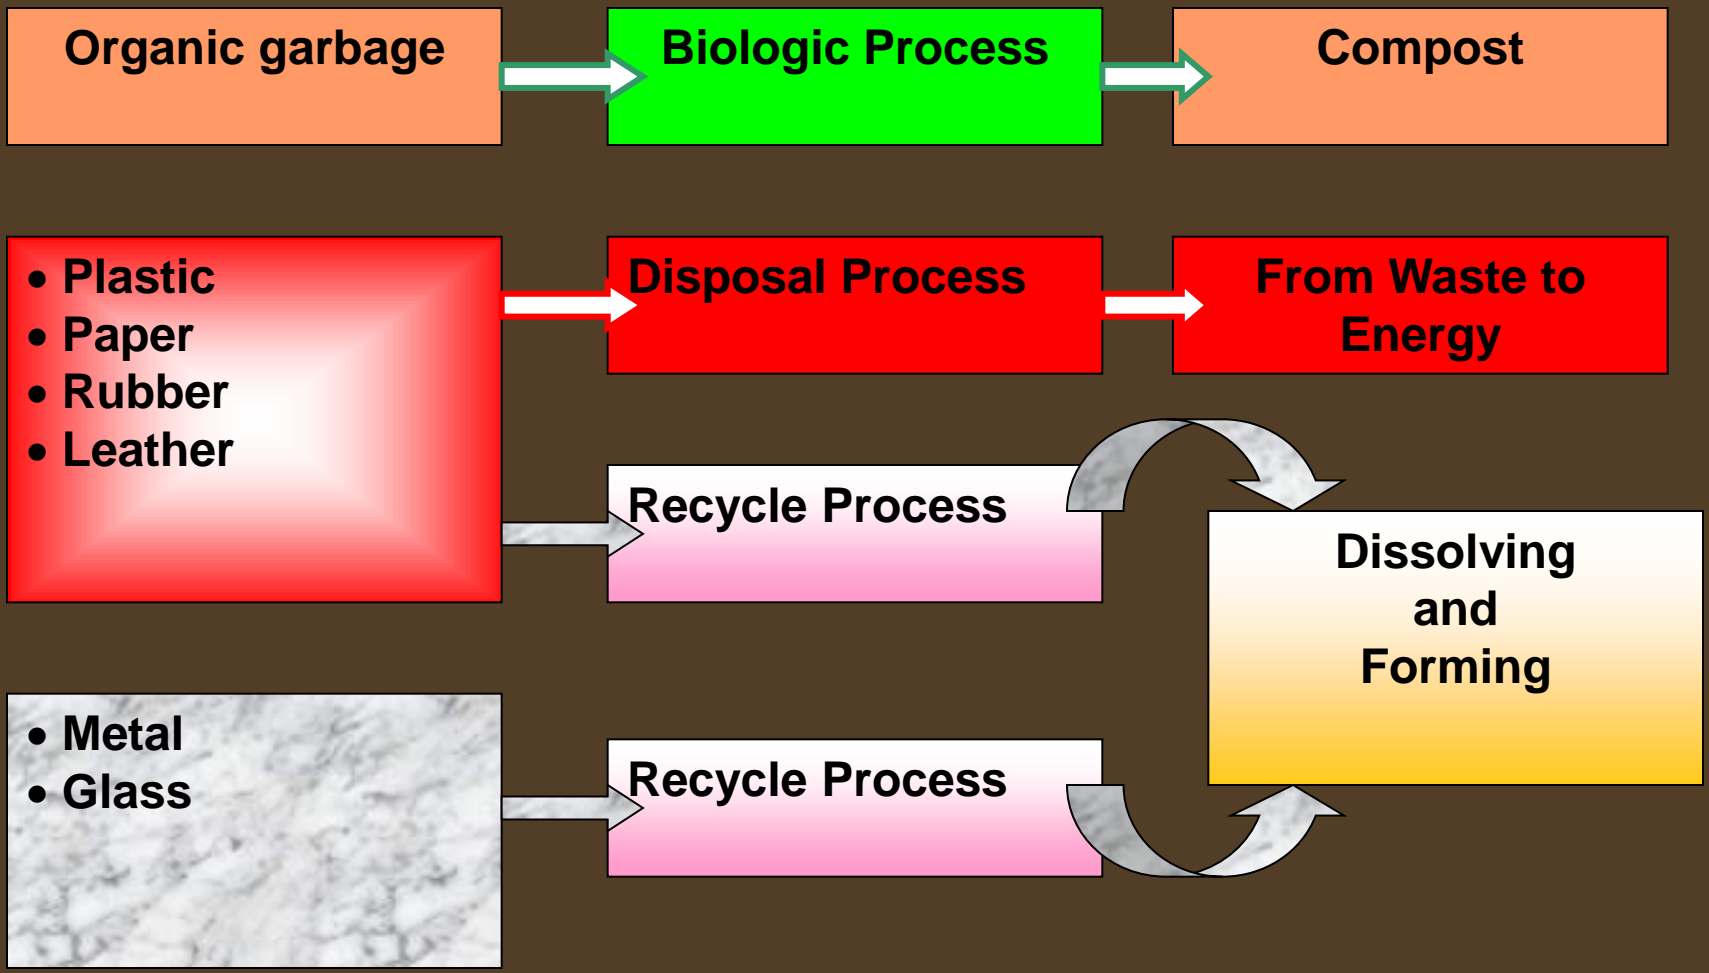 Organic garbage
Biologic Process
Compost
• Plastic
• Paper
• Rubber
• Leather
Disposal Process
From Waste to
Energy
Recycle Process
Dissolving
and
Forming
• Metal
• Glass
Recycle Process